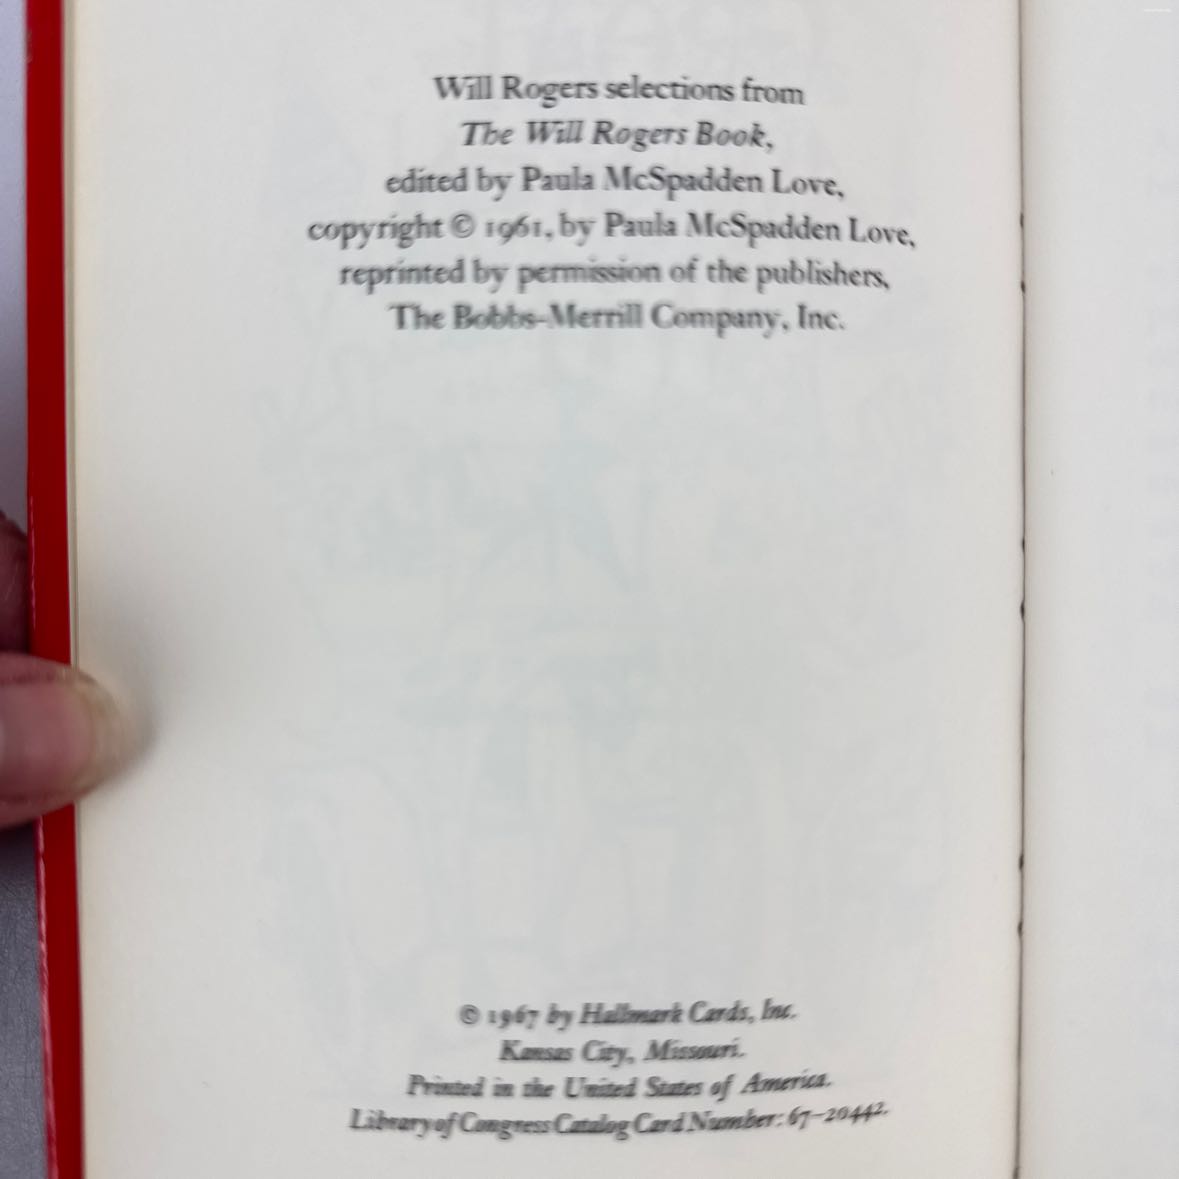 Will Rogers selections from
The Will Rogers Book,
edited by Paula McSpadden Love,
copyright © 1961, by Paula McSpadden Love,
reprinted by permission of the publishers,
The Bobbs-Merrill Company, Inc.
© 1967 by Hallmark Cards, Inc.
Kansas City, Missouri.
Printed in the United States of America.
Library of Congress Catalog Card Number: 67-20442.